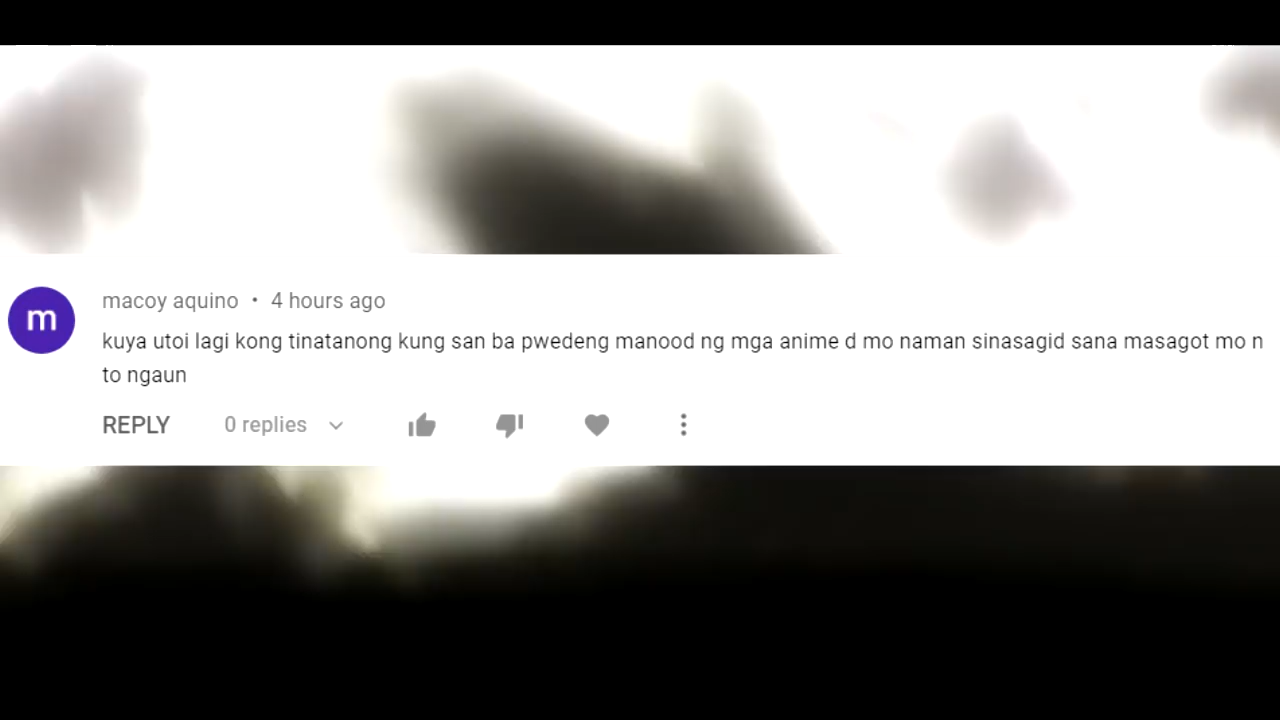 m
macoy aquino • 4 hours ago
kuya utoi lagi kong tinatanong kung san ba pwedeng manood ng mga anime d mo naman sinasagid sana masagot mo n
to ngaun
REPLY 0 replies